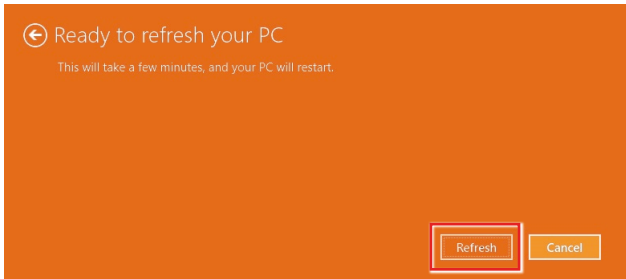 Ready to refresh your PC
This will take a few minutes, and your PC will restart.
Refresh
Cancel